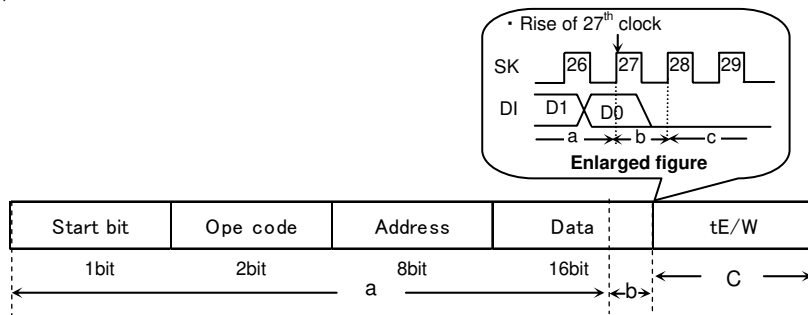 ・Rise of 27th clock
SK 26 27 28 29
DI D1 D0
a b c
Enlarged figure
Start bit Ope code Address Data tE/W
1bit 2bit 8bit 16bit
a b C